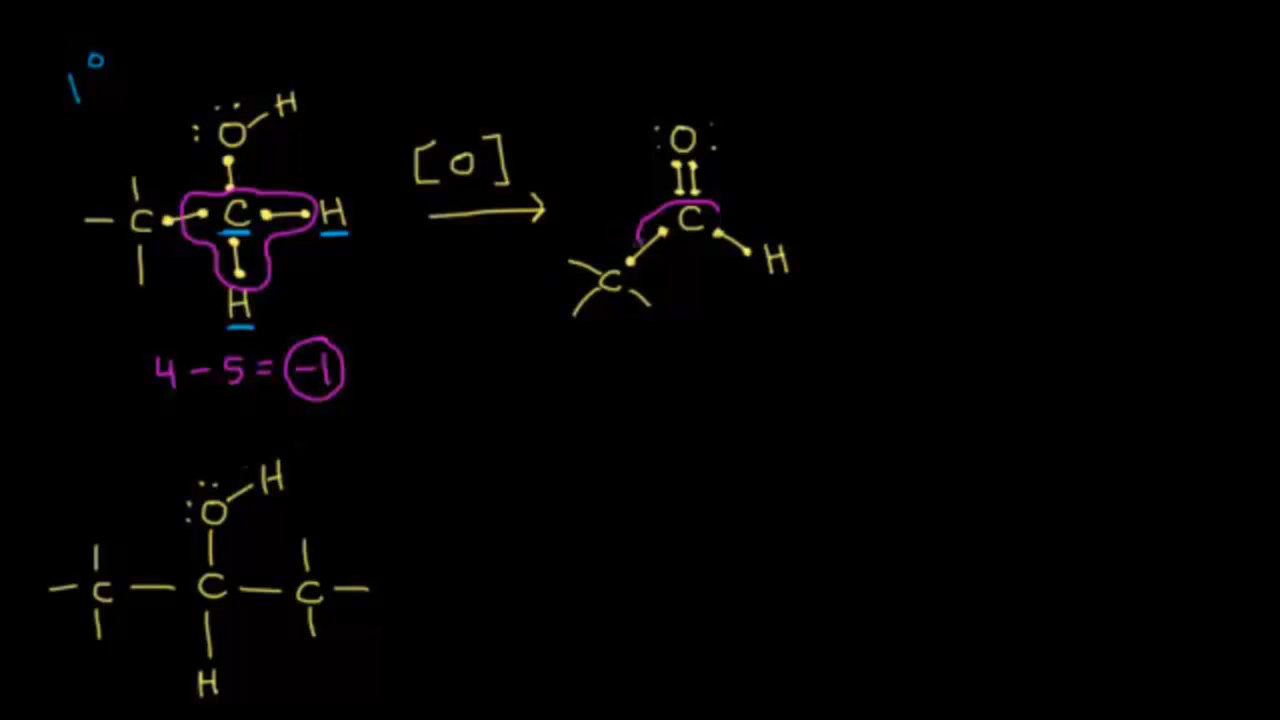 1°
:Ö-H
[O]
:O:
C C H
C
C H
H
4 - 5 = -1
:Ö-H
- C - C - C -
H